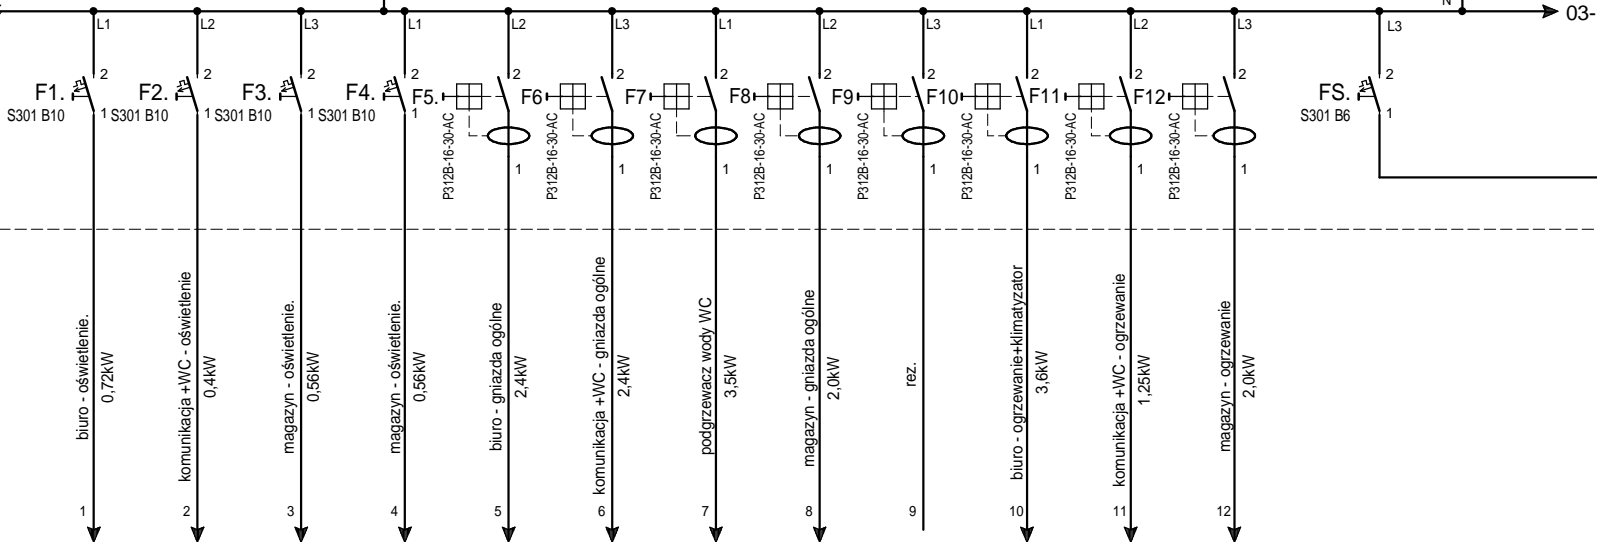 N
03-
L1
L2
L3
L1
L2
L3
L1
L2
L3
L1
L2
L3
L3
2
2
2
2
2
2
2
2
2
2
2
2
2
F1.
F2.
F3.
F4.
F5.
F6
F7
F8
F9
F10
F11
F12
FS.
S301 B10
S301 B10
S301 B10
S301 B10
S301 B6
1
1
1
1
1
P312B-16-30-AC
P312B-16-30-AC
P312B-16-30-AC
P312B-16-30-AC
P312B-16-30-AC
P312B-16-30-AC
P312B-16-30-AC
P312B-16-30-AC
1
1
1
1
1
1
1
1
biuro - oświetlenie.
0,72kW
komunikacja +WC - oświetlenie
0,4kW
magazyn - oświetlenie.
0,56kW
magazyn - oświetlenie.
0,56kW
biuro - gniazda ogólne
2,4kW
komunikacja +WC - gniazda ogólne
2,4kW
podgrzewacz wody WC
3,5kW
magazyn - gniazda ogólne
2,0kW
rez.
biuro - ogrzewanie+klimatyzator
3,6kW
komunikacja +WC - ogrzewanie
1,25kW
magazyn - ogrzewanie
2,0kW
1
2
3
4
5
6
7
8
9
10
11
12